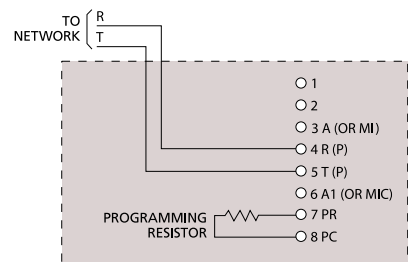 TO
NETWORK
R
T
1
2
3 A (OR MI)
4 R (P)
5 T (P)
6 A1 (OR MIC)
7 PR
8 PC
PROGRAMMING
RESISTOR